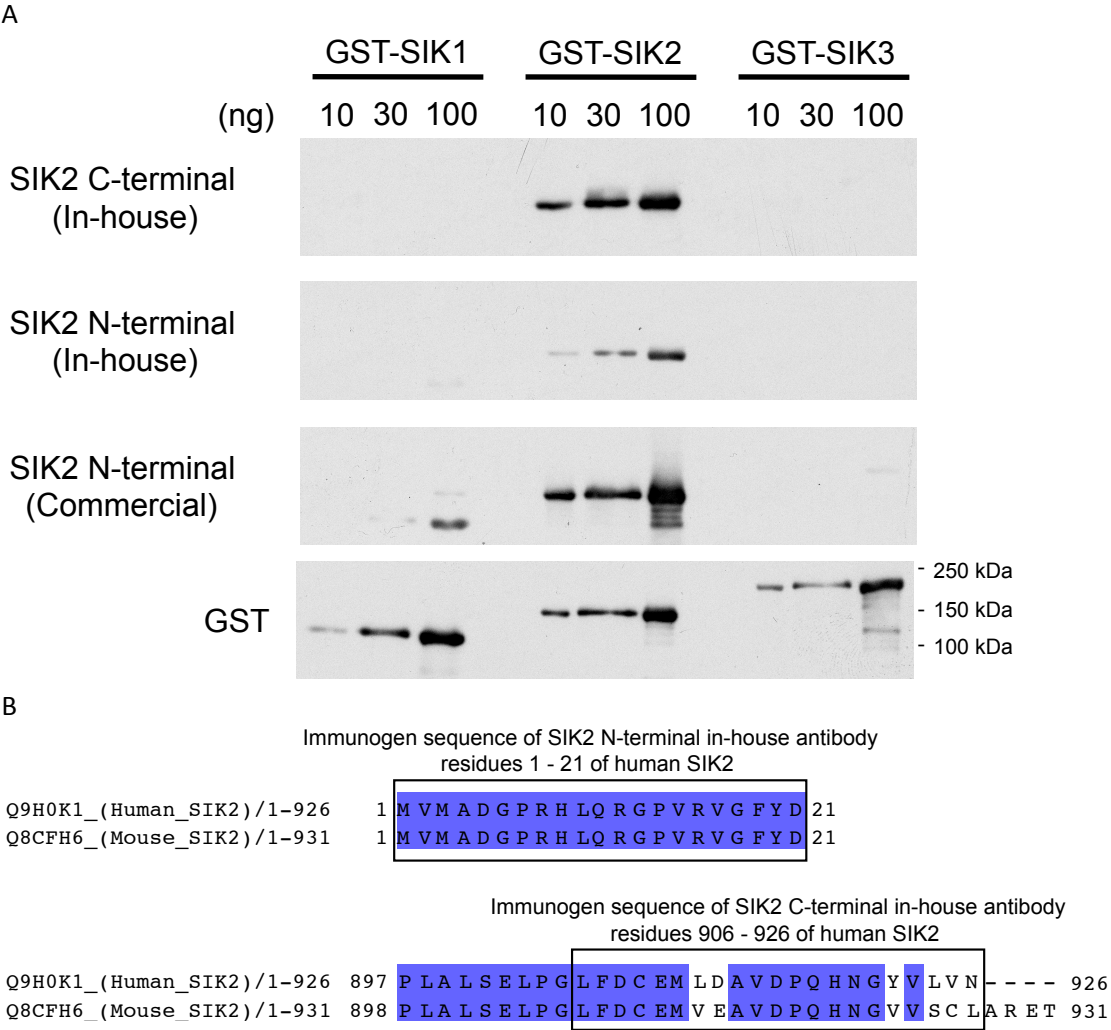 A
GST-SIK1 GST-SIK2 GST-SIK3
(ng) 10 30 100 10 30 100 10 30 100
SIK2 C-terminal
(In-house)
SIK2 N-terminal
(In-house)
SIK2 N-terminal
(Commercial)
GST
- 250 kDa
- 150 kDa
- 100 kDa
B
Immunogen sequence of SIK2 N-terminal in-house antibody
residues 1 - 21 of human SIK2
Q9H0K1_(Human_SIK2)/1-926 1 M V M A D G P R H L Q R G P V R V G F Y D 21
Q8CFH6_(Mouse_SIK2)/1-931 1 M V M A D G P R H L Q R G P V R V G F Y D 21
Immunogen sequence of SIK2 C-terminal in-house antibody
residues 906 - 926 of human SIK2
Q9H0K1_(Human_SIK2)/1-926 897 P L A L S E L P G L F D C E M L D A V D P Q H N G Y V L V N - - - - 926
Q8CFH6_(Mouse_SIK2)/1-931 898 P L A L S E L P G L F D C E M V E A V D P Q H N G V V S C L A R E T 931